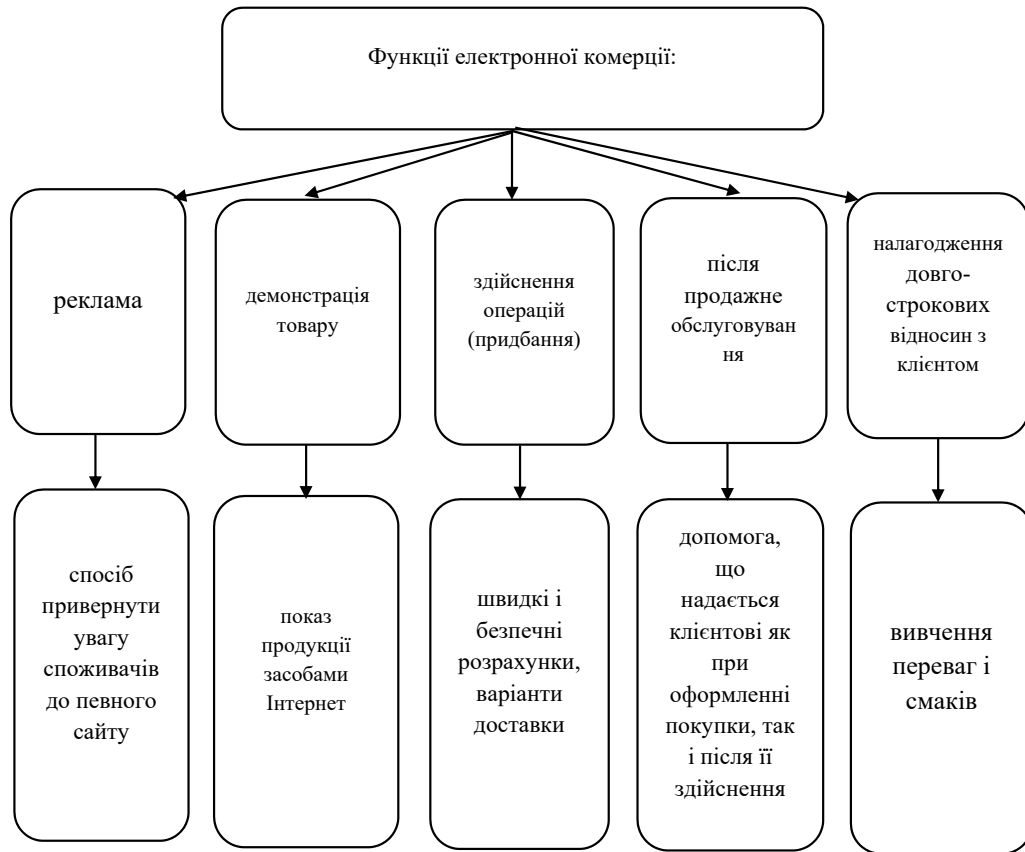 Функції електронної комерції:
реклама
демонстрація
товару
здійснення
операцій
(придбання)
після
продажне
обслуговуван
ня
налагодження
довго-
строкових
відносин з
клієнтом
спосіб
привернути
увагу
споживачів
до певного
сайту
показ
продукції
засобами
Інтернет
швидкі і
безпечні
розрахунки,
варіанти
доставки
допомога,
що
надається
клієнтові як
при
оформленні
покупки, так
і після її
здійснення
вивчення
переваг і
смаків